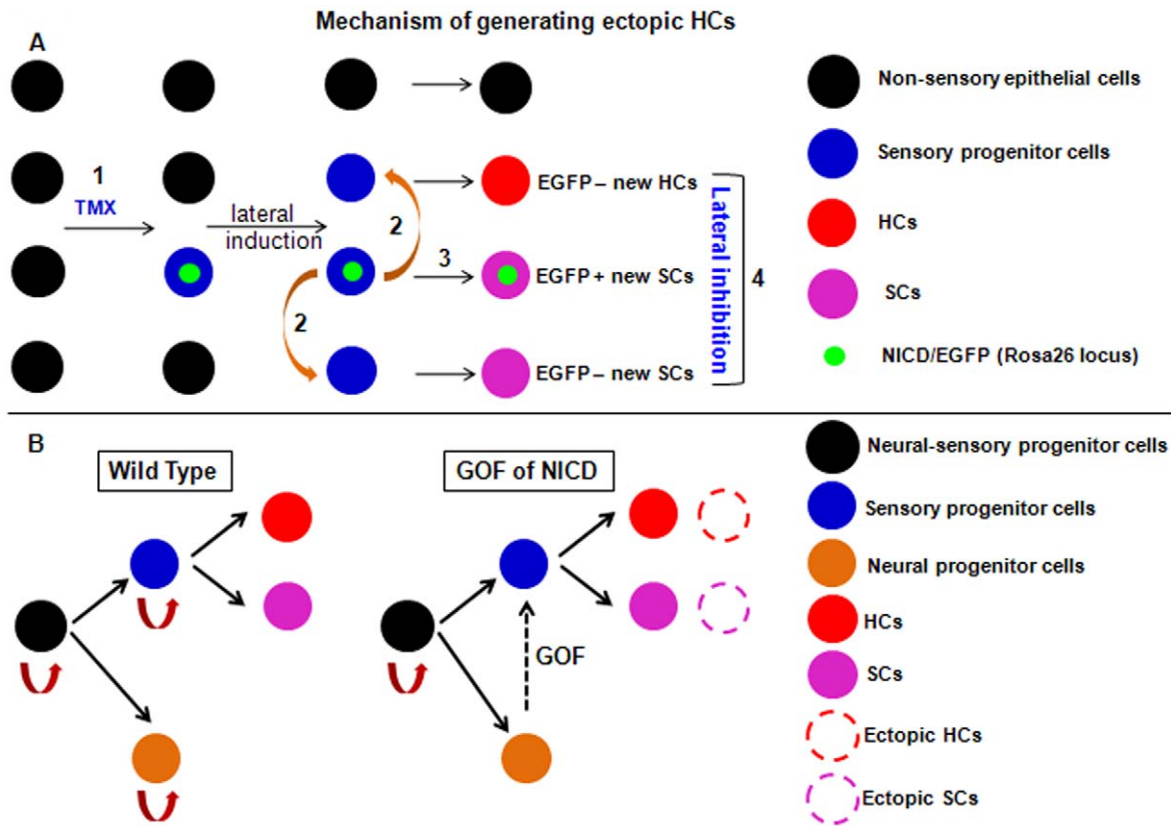 Mechanism of generating ectopic HCs
A
1
TMX
lateral
induction
2
2
3
EGFP – new HCs
EGFP + new SCs
EGFP – new SCs
Lateral inhibition
4
Non-sensory epithelial cells
Sensory progenitor cells
HCs
SCs
NICD/EGFP (Rosa26 locus)
B
Wild Type
GOF of NICD
GOF
Neural-sensory progenitor cells
Sensory progenitor cells
Neural progenitor cells
HCs
SCs
Ectopic HCs
Ectopic SCs